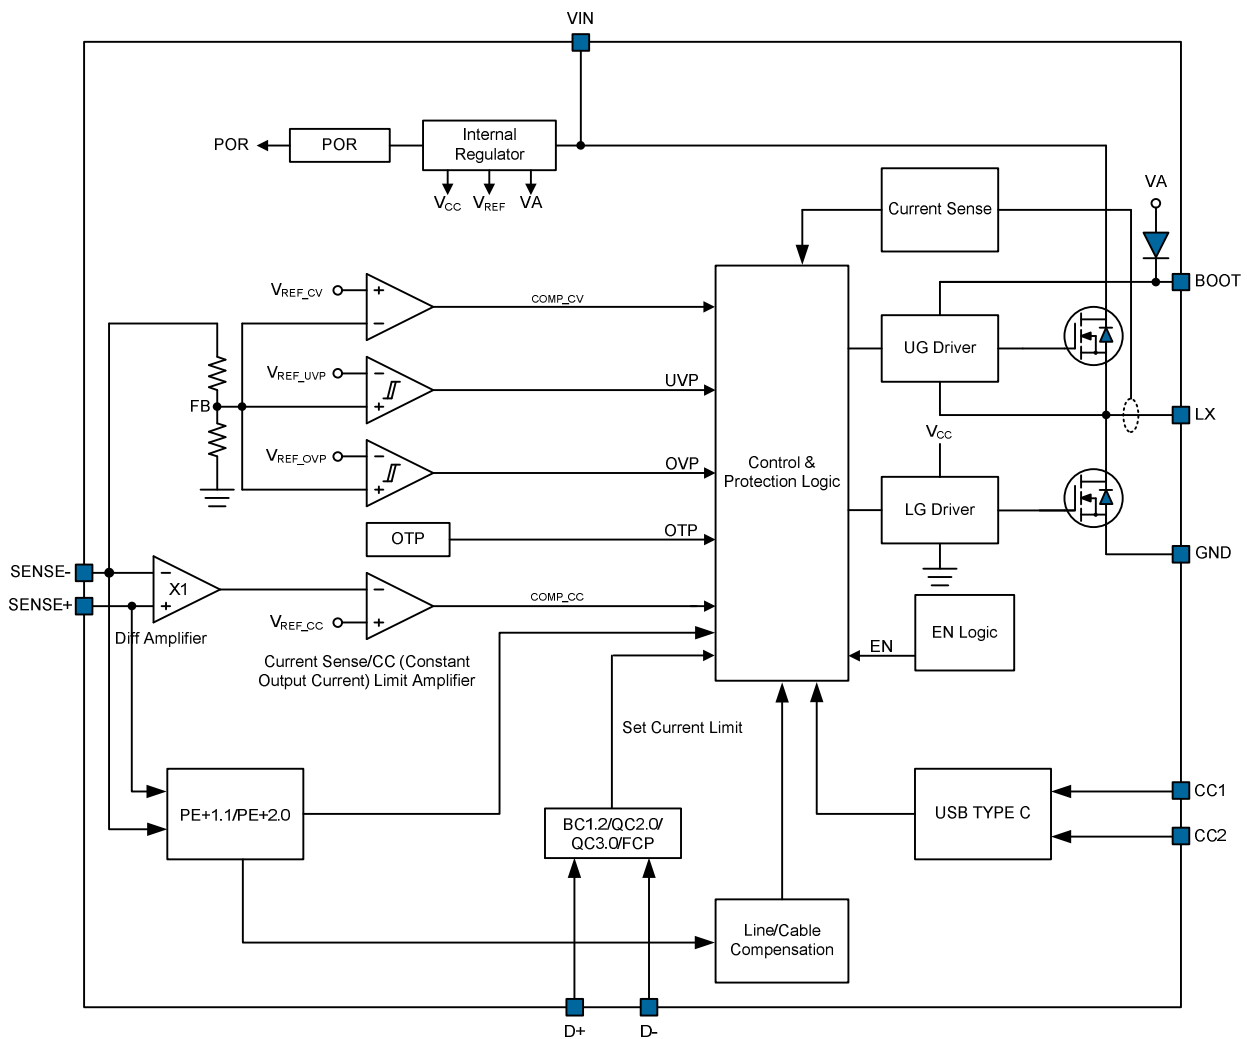 VIN
POR
POR
Internal
Regulator
VCC
VREF
VA
Current Sense
VA
BOOT
VREF_CV
+
−
COMP_CV
UG Driver
VREF_UVP
−
+
UVP
FB
LX
VCC
VREF_OVP
−
+
OVP
Control &
Protection Logic
LG Driver
OTP
OTP
GND
SENSE-
−
X1
SENSE+
+
Diff Amplifier
−
VREF_CC
+
COMP_CC
Current Sense/CC (Constant
Output Current) Limit Amplifier
EN Logic
EN
Set Current Limit
PE+1.1/PE+2.0
BC1.2/QC2.0/
QC3.0/FCP
USB TYPE C
CC1
CC2
Line/Cable
Compensation
D+
D-